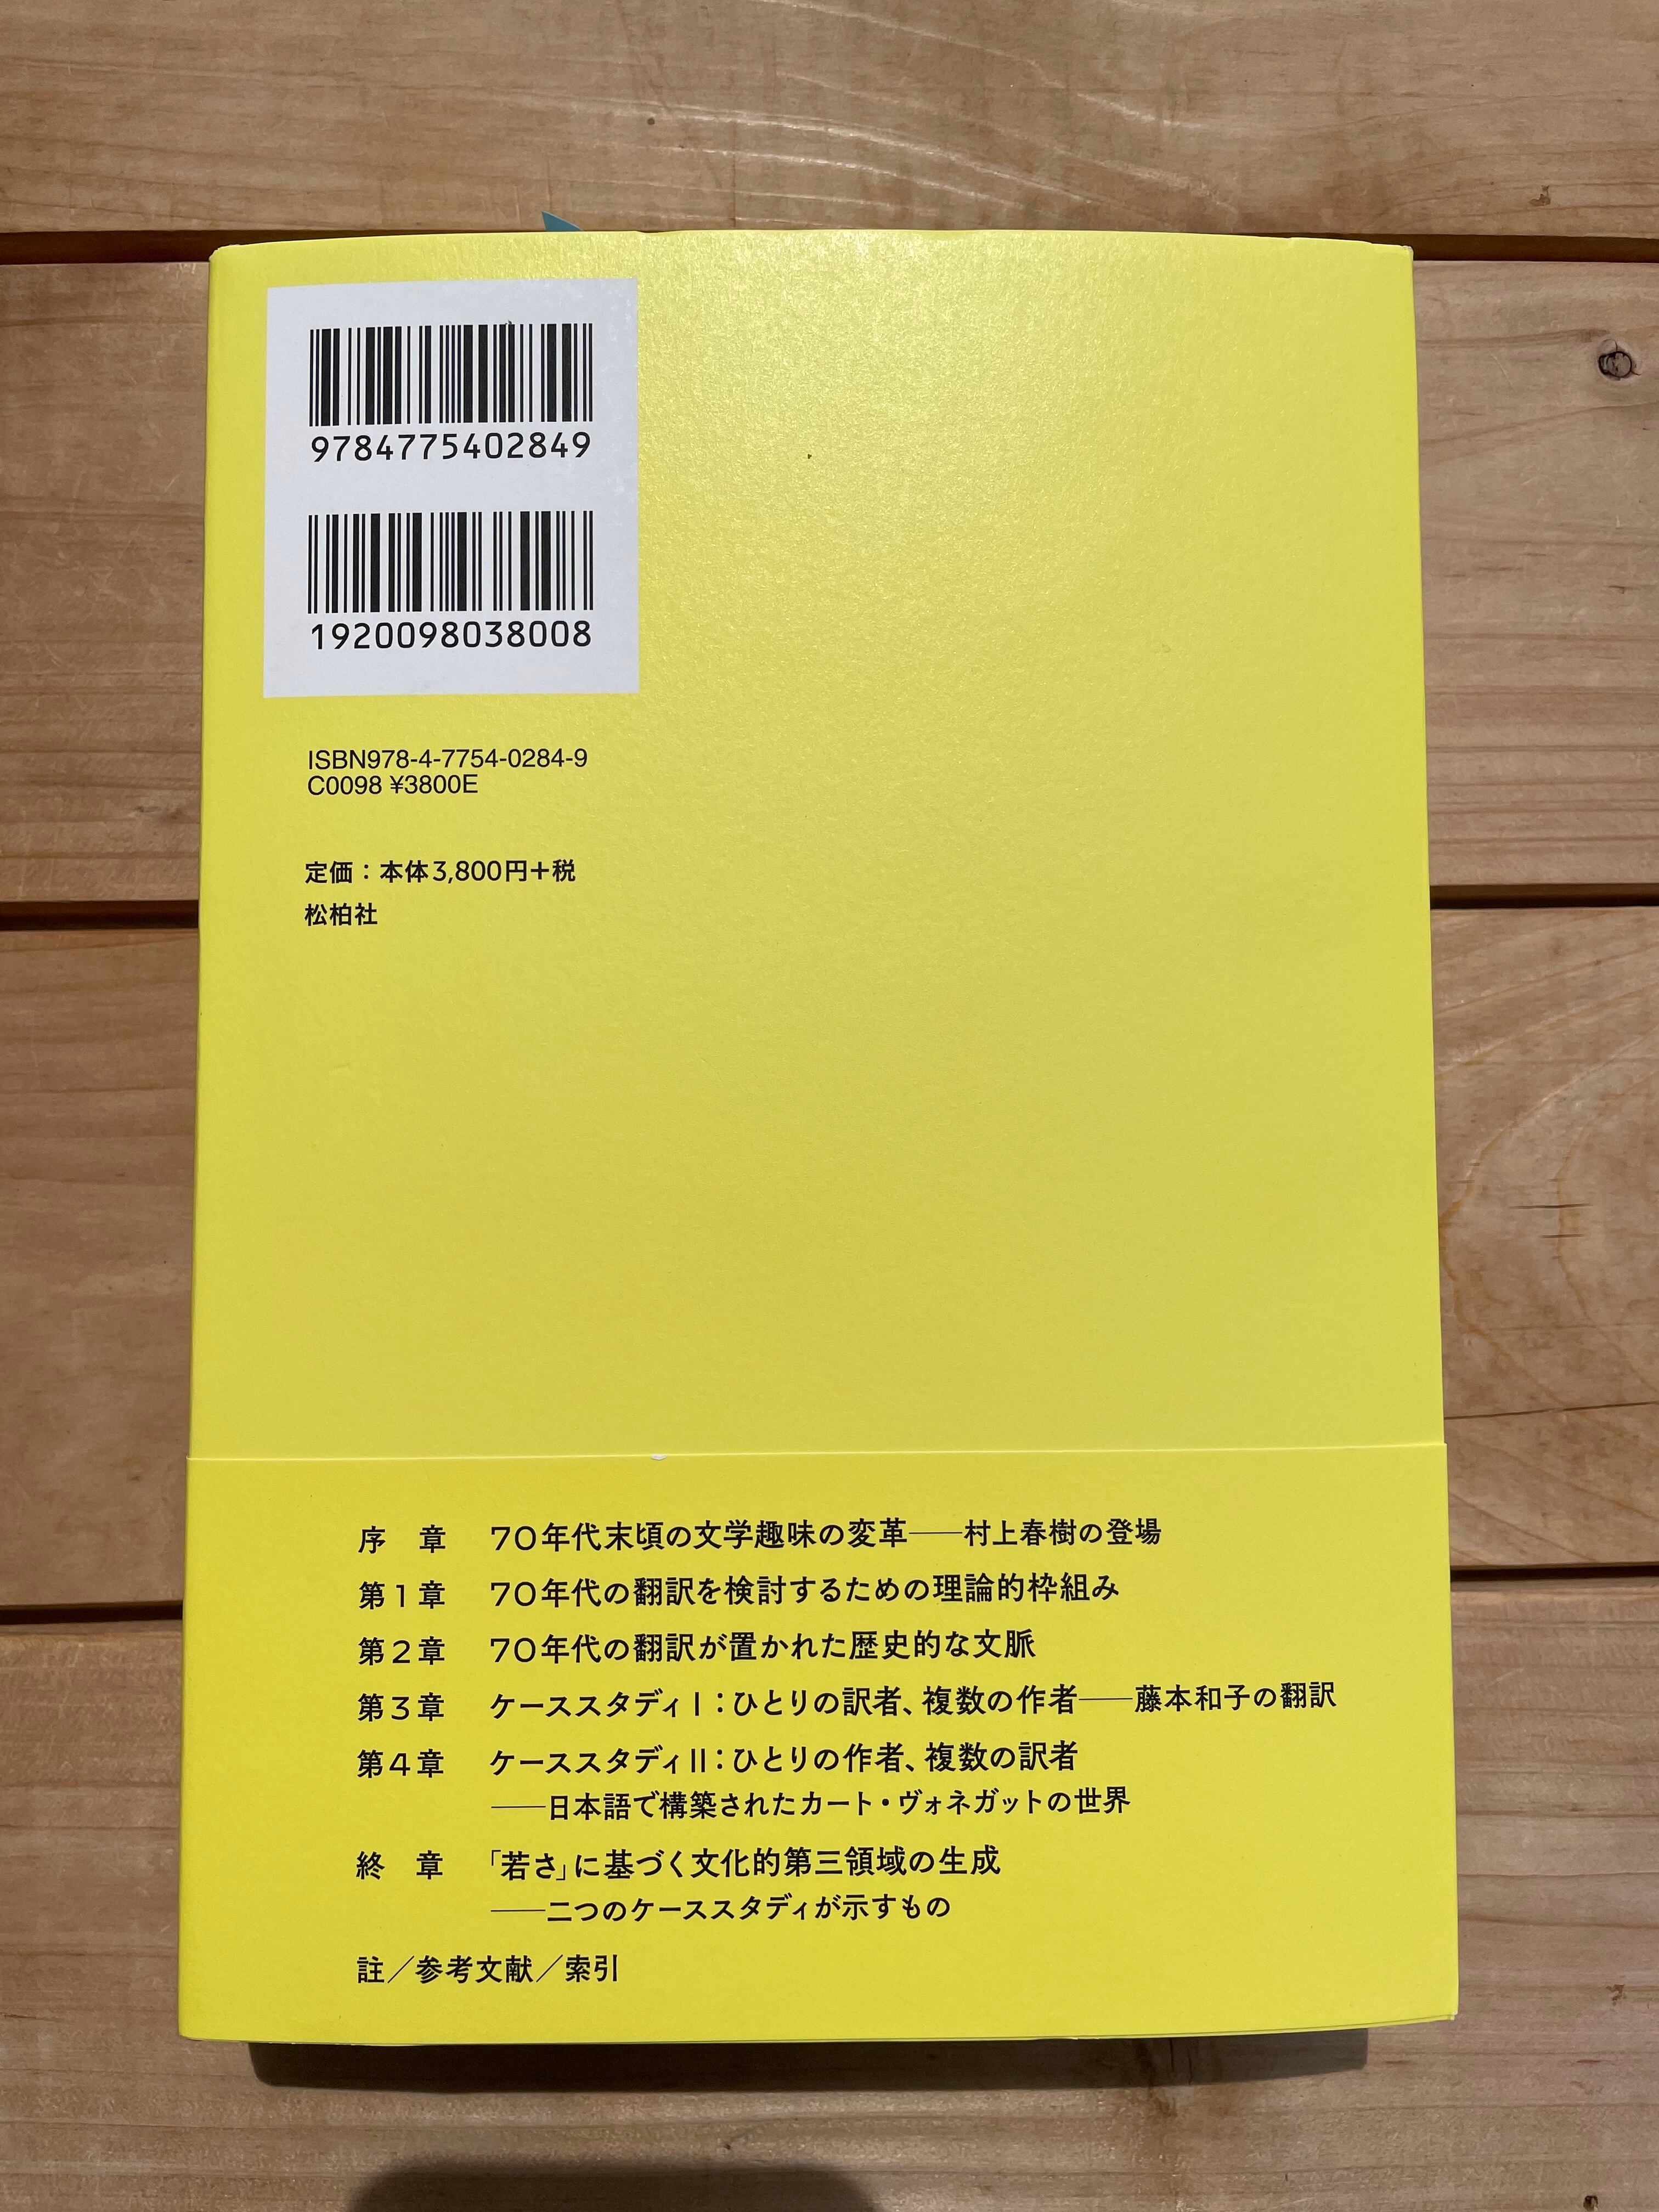 9784775402849
1920098038008
ISBN978-4-7754-0284-9
C0098 ¥3800E
定価：本体3,800円+税
松柏社
序　章　70年代末頃の文学趣味の変革──村上春樹の登場
第1章　70年代の翻訳を検討するための理論的枠組み
第2章　70年代の翻訳が置かれた歴史的な文脈
第3章　ケーススタディⅠ：ひとりの訳者、複数の作者──藤本和子の翻訳
第4章　ケーススタディⅡ：ひとりの作者、複数の訳者
──日本語で構築されたカート・ヴォネガットの世界
終　章　「若さ」に基づく文化的第三領域の生成
──二つのケーススタディが示すもの
註／参考文献／索引